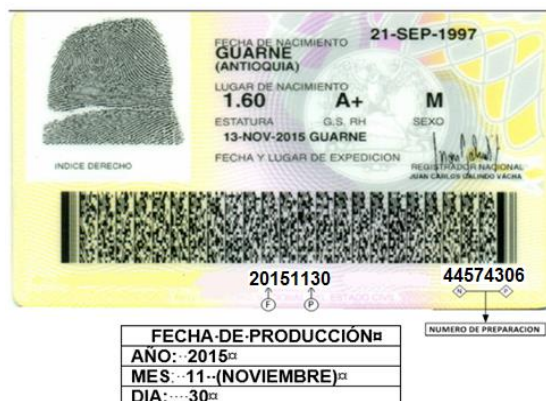 FECHA DE NACIMIENTO 21-SEP-1997
GUARNE
(ANTIOQUIA)
LUGAR DE NACIMIENTO
1.60 A+ M
ESTATURA G.S. RH SEXO
13-NOV-2015 GUARNE
FECHA Y LUGAR DE EXPEDICION
INDICE DERECHO
REGISTRADOR NACIONAL
JUAN CARLOS GALINDO VÁCHA
20151130 44574306
F P N P
NUMERO DE PREPARACION
FECHA·DE·PRODUCCIÓN¤
AÑO:··2015¤
MES:··11··(NOVIEMBRE)¤
DIA:····30¤